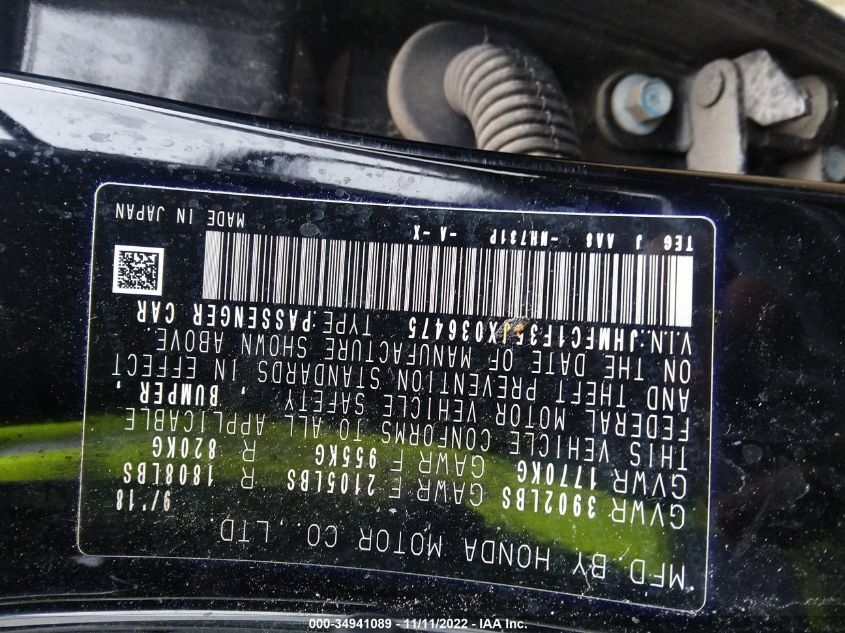 MFD. BY HONDA MOTOR CO., LTD. 9/'18
GVWR 3902LBS GAWR F 2105LBS R 1808LBS
GVWR 1770KG GAWR F 955KG R 820KG
THIS VEHICLE CONFORMS TO ALL APPLICABLE
FEDERAL MOTOR VEHICLE SAFETY , BUMPER ,
AND THEFT PREVENTION STANDARDS IN EFFECT
ON THE DATE OF MANUFACTURE SHOWN ABOVE.
V.I.N.:JHMFC1F35JX036475 TYPE:PASSENGER CAR
TEG J AA8 -NH731P -A-X MADE IN JAPAN
000-34941089 - 11/11/2022 - IAA Inc.